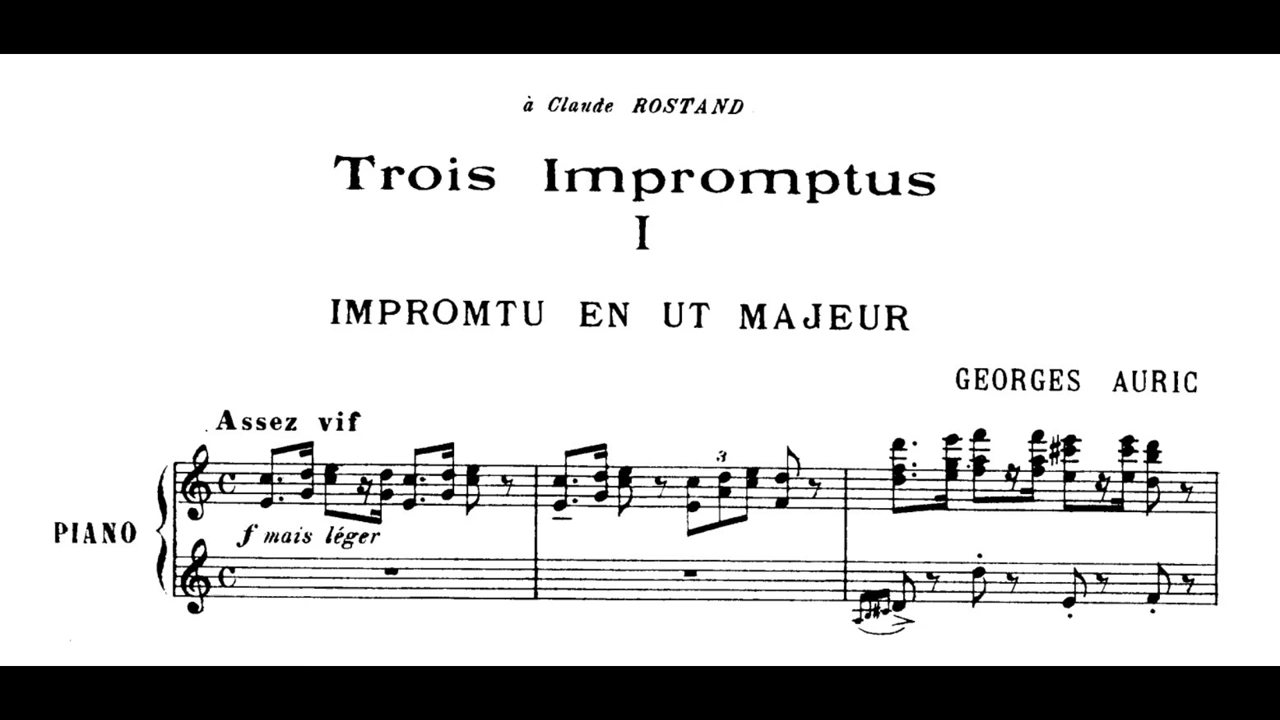 à Claude ROSTAND
Trois Impromptus
I
IMPROMTU EN UT MAJEUR
GEORGES AURIC
Assez vif
3
PIANO
f mais léger